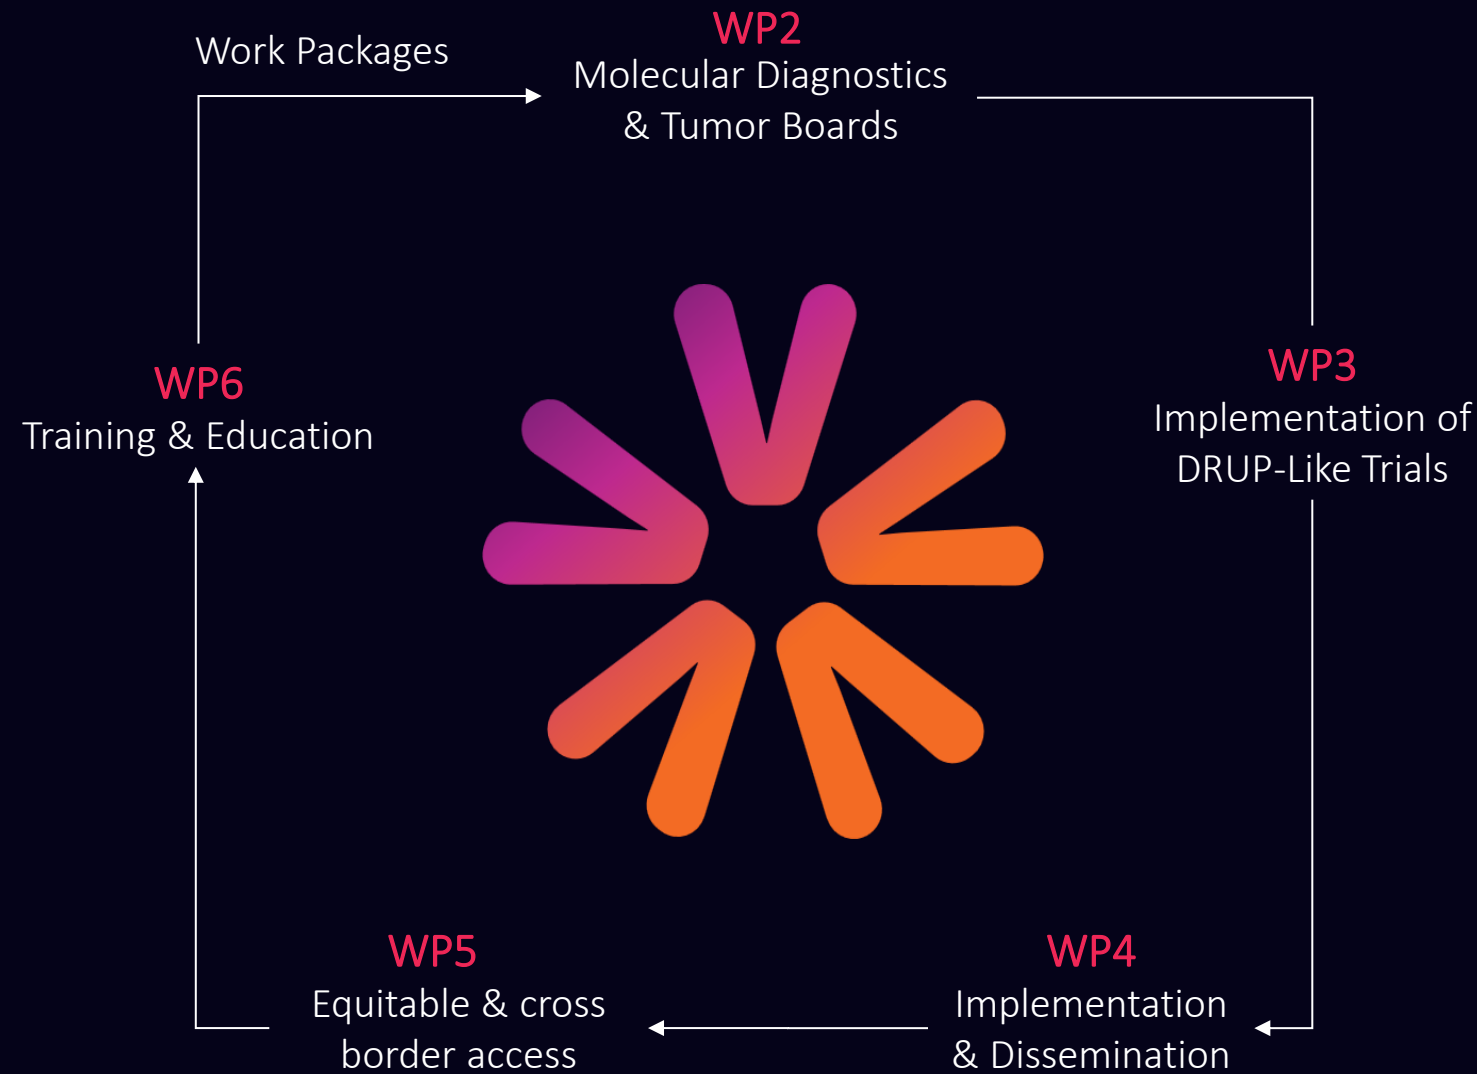 Work Packages
WP2
Molecular Diagnostics
& Tumor Boards
WP3
Implementation of
DRUP-Like Trials
WP4
Implementation
& Dissemination
WP5
Equitable & cross
border access
WP6
Training & Education